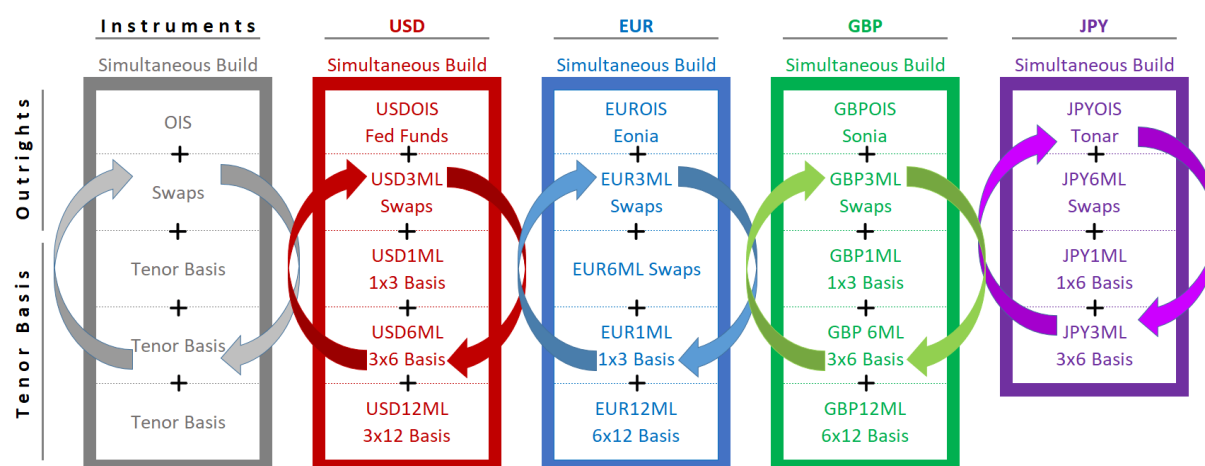 Instruments
USD
EUR
GBP
JPY
Simultaneous Build
Simultaneous Build
Simultaneous Build
Simultaneous Build
Simultaneous Build
Outrights
Tenor Basis
OIS
+
Swaps
+
Tenor Basis
+
Tenor Basis
+
Tenor Basis
USDOIS
Fed Funds
+
USD3ML
Swaps
+
USD1ML
1x3 Basis
+
USD6ML
3x6 Basis
+
USD12ML
3x12 Basis
EUROIS
Eonia
+
EUR3ML
Swaps
+
EUR6ML Swaps
+
EUR1ML
1x3 Basis
+
EUR12ML
6x12 Basis
GBPOIS
Sonia
+
GBP3ML
Swaps
+
GBP1ML
1x3 Basis
+
GBP 6ML
3x6 Basis
+
GBP12ML
6x12 Basis
JPYOIS
Tonar
+
JPY6ML
Swaps
+
JPY1ML
1x6 Basis
+
JPY3ML
3x6 Basis